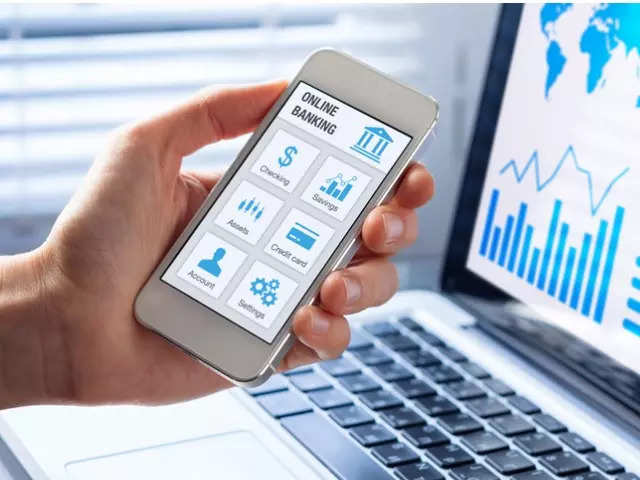 ONLINE
BANKING
$
Checking
Savings
Assets
Credit card
Account
Settings